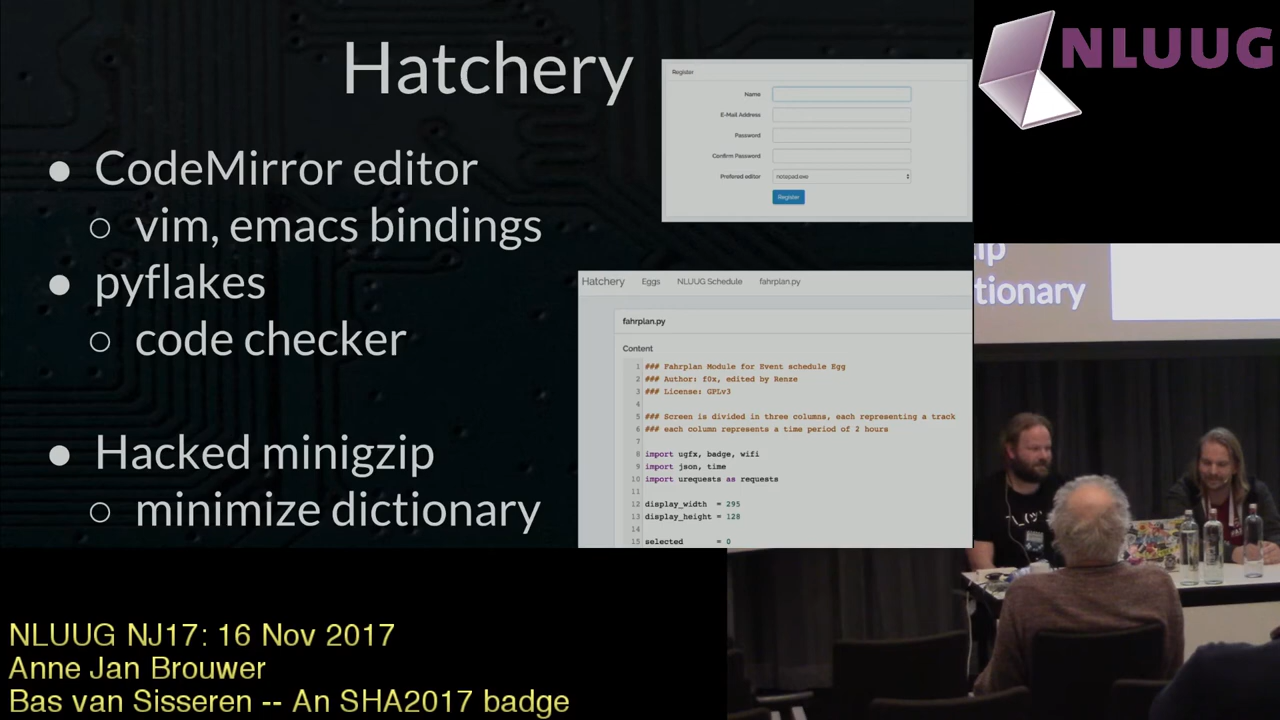 Hatchery
● CodeMirror editor
○ vim, emacs bindings
● pyflakes
○ code checker
● Hacked minigzip
○ minimize dictionary
Register
Name
E-Mail Address
Password
Confirm Password
Prefered editor
notepad.exe
Register
Hatchery Eggs NLUUG Schedule fahrplan.py
fahrplan.py
Content
1 ### Fahrplan Module for Event schedule Egg
2 ### Author: f0x, edited by Renze
3 ### License: GPLv3
4
5 ### Screen is divided in three columns, each representing a track
6 ### each column represents a time period of 2 hours
7
8 import ugfx, badge, wifi
9 import json, time
10 import urequests as requests
11
12 display_width = 295
13 display_height = 128
14
15 selected = 0
NLUUG
ip
tionary
NLUUG NJ17: 16 Nov 2017
Anne Jan Brouwer
Bas van Sisseren -- An SHA2017 badge